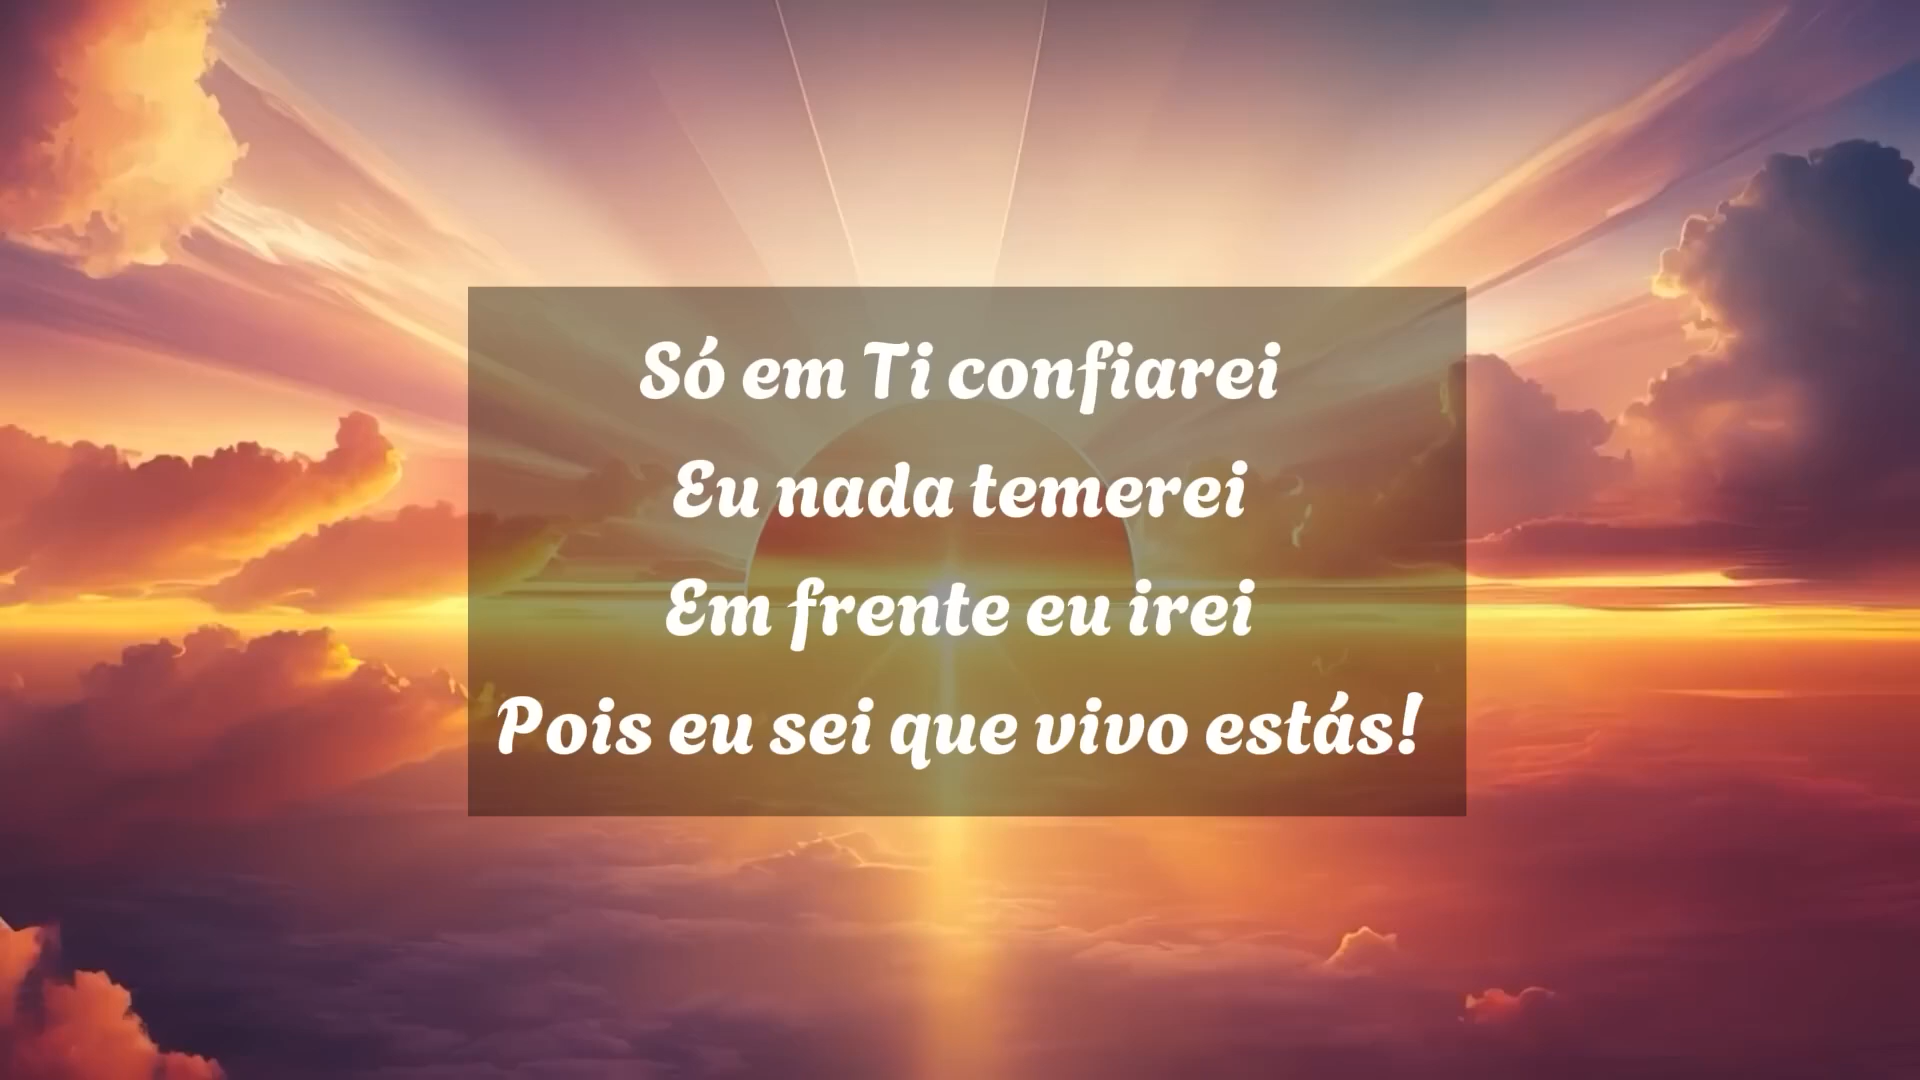 Só em Ti confiarei
Eu nada temerei
Em frente eu irei
Pois eu sei que vivo estás!